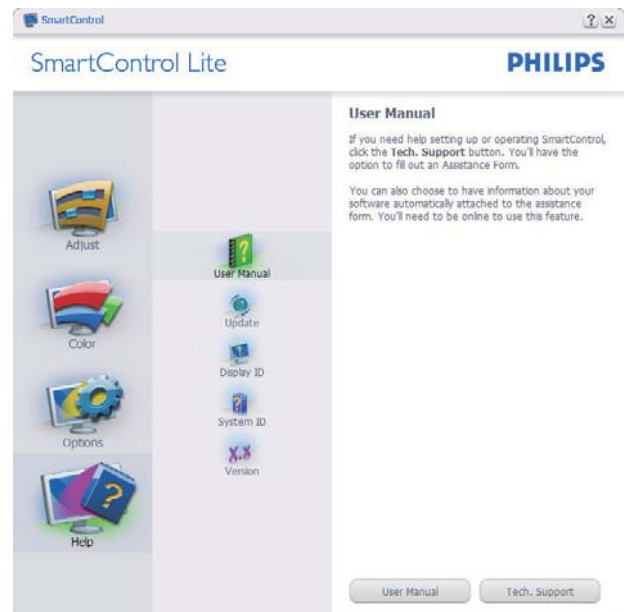 SmartControl
SmartControl Lite
PHILIPS
Adjust
Color
Options
Help
User Manual
Update
Display ID
System ID
X.X
Version
User Manual
If you need help setting up or operating SmartControl,
click the Tech. Support button. You'll have the
option to fill out an Assistance Form.
You can also choose to have information about your
software automatically attached to the assistance
form. You'll need to be online to use this feature.
User Manual
Tech. Support